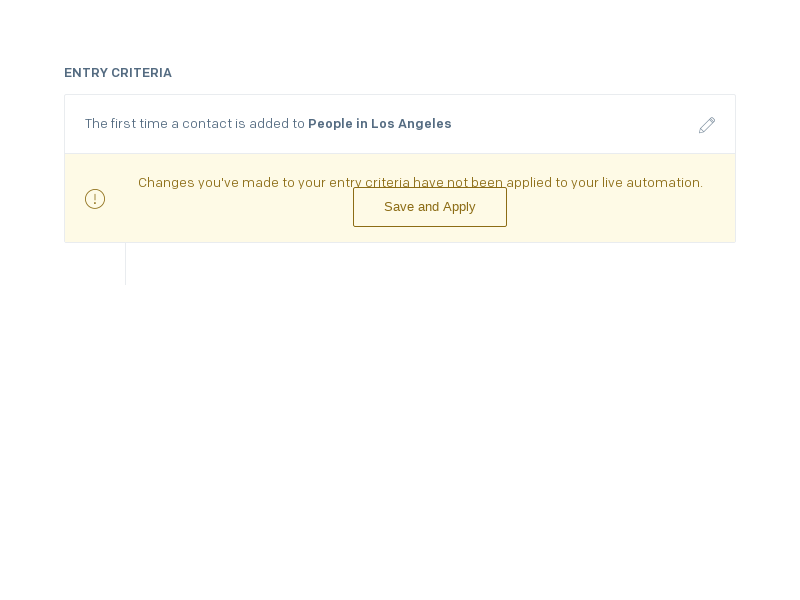 ENTRY CRITERIA
The first time a contact is added to People in Los Angeles
Changes you've made to your entry criteria have not been applied to your live automation.
Save and Apply